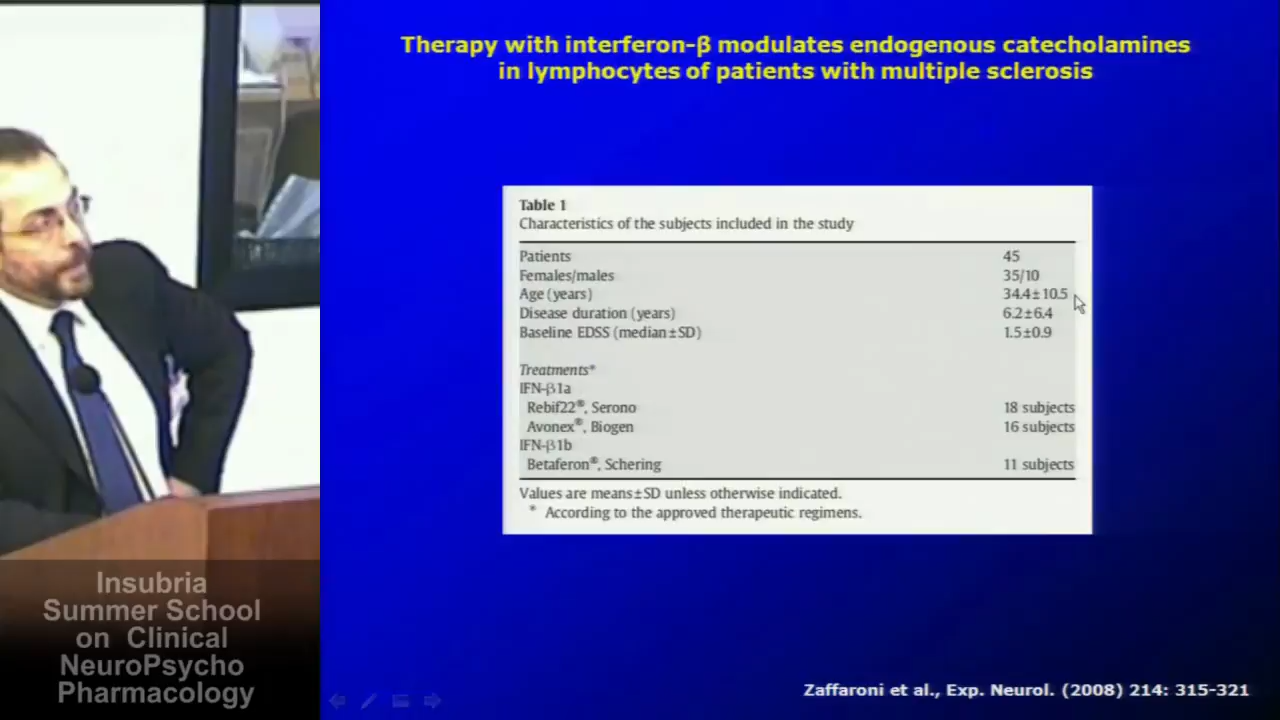 Therapy with interferon-β modulates endogenous catecholamines
in lymphocytes of patients with multiple sclerosis
Table 1
Characteristics of the subjects included in the study
Patients 45
Females/males 35/10
Age (years) 34.4±10.5
Disease duration (years) 6.2±6.4
Baseline EDSS (median±SD) 1.5±0.9
Treatments*
IFN-β1a
Rebif22®, Serono 18 subjects
Avonex®, Biogen 16 subjects
IFN-β1b
Betaferon®, Schering 11 subjects
Values are means±SD unless otherwise indicated.
* According to the approved therapeutic regimens.
Insubria
Summer School
on Clinical
NeuroPsycho
Pharmacology
Zaffaroni et al., Exp. Neurol. (2008) 214: 315-321